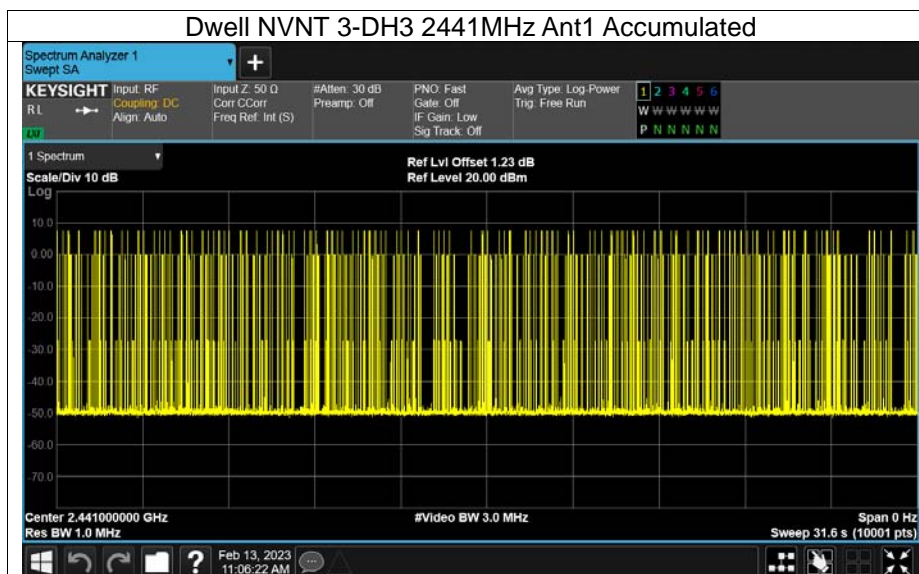 Dwell NVNT 3-DH3 2441MHz Ant1 Accumulated
Spectrum Analyzer 1
Swept SA
+
KEYSIGHT Input: RF Input Z: 50 Ω #Atten: 30 dB PNO: Fast Avg Type: Log-Power 1 2 3 4 5 6
R L Coupling: DC Corr CCorr Preamp: Off Gate: Off Trig: Free Run W W W W W W
Align: Auto Freq Ref: Int (S) IF Gain: Low
LXI Sig Track: Off P N N N N N
1 Spectrum
Ref Lvl Offset 1.23 dB
Scale/Div 10 dB Ref Level 20.00 dBm
Log
10.0
0.00
-10.0
-20.0
-30.0
-40.0
-50.0
-60.0
-70.0
Center 2.441000000 GHz #Video BW 3.0 MHz Span 0 Hz
Res BW 1.0 MHz Sweep 31.6 s (10001 pts)
? Feb 13, 2023
11:06:22 AM